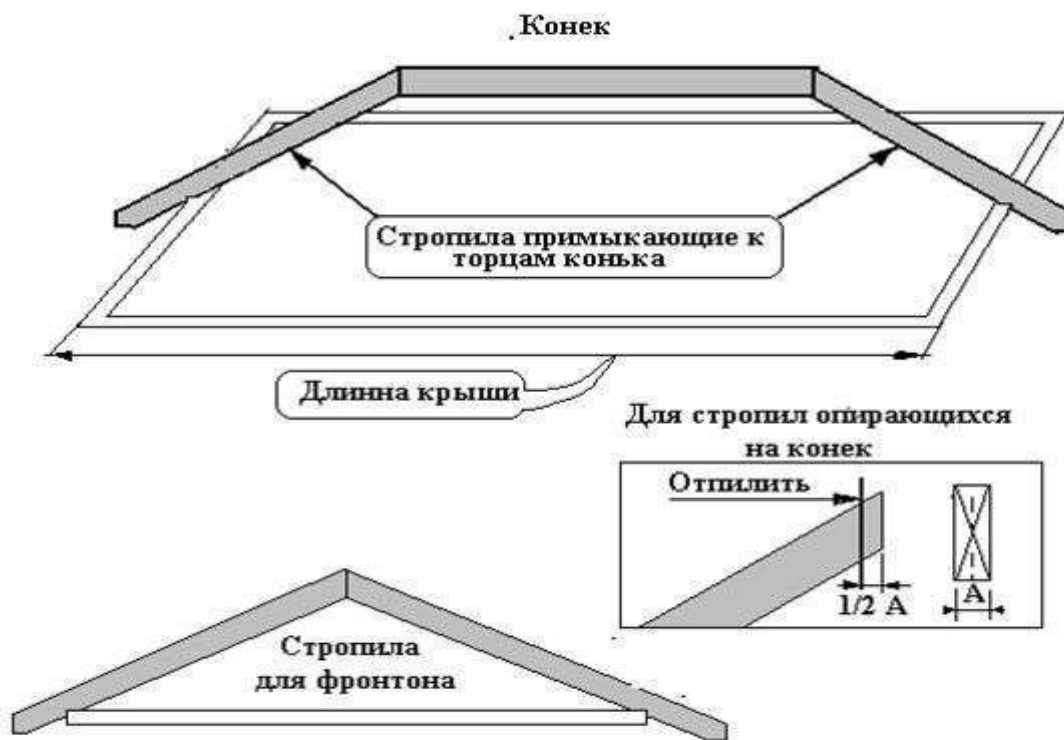 Конек
Стропила примыкающие к
торцам конька
Длинна крыши
Для стропил опирающихся
на конек
Отпилить
1/2 А
А
Стропила
для фронтона